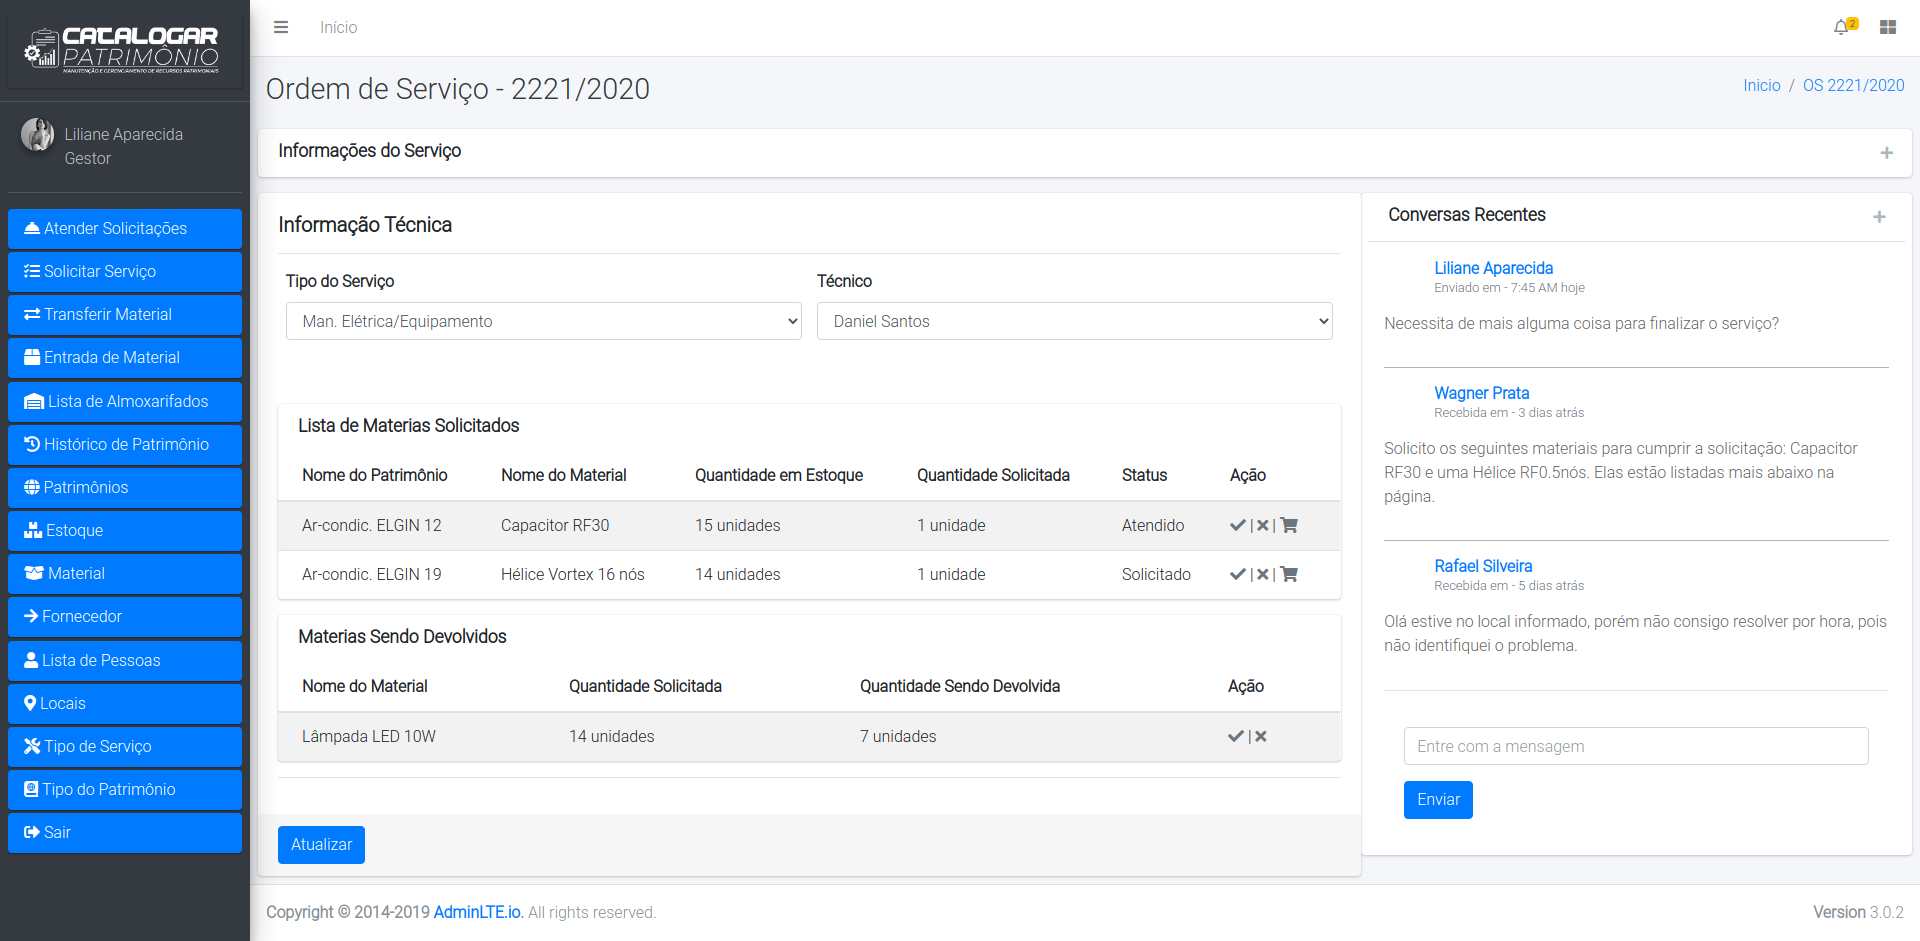 CATALOGAR
PATRIMÔNIO
MANUTENÇÃO E GERENCIAMENTO DE RECURSOS PATRIMONIAIS
Liliane Aparecida
Gestor
Atender Solicitações
Solicitar Serviço
Transferir Material
Entrada de Material
Lista de Almoxarifados
Histórico de Patrimônio
Patrimônios
Estoque
Material
Fornecedor
Lista de Pessoas
Locais
Tipo de Serviço
Tipo do Patrimônio
Sair
Início
2
Ordem de Serviço - 2221/2020
Inicio / OS 2221/2020
Informações do Serviço
Informação Técnica
Tipo do Serviço Técnico
Man. Elétrica/Equipamento Daniel Santos
Lista de Materias Solicitados
Nome do Patrimônio Nome do Material Quantidade em Estoque Quantidade Solicitada Status Ação
Ar-condic. ELGIN 12 Capacitor RF30 15 unidades 1 unidade Atendido | |
Ar-condic. ELGIN 19 Hélice Vortex 16 nós 14 unidades 1 unidade Solicitado | |
Materias Sendo Devolvidos
Nome do Material Quantidade Solicitada Quantidade Sendo Devolvida Ação
Lâmpada LED 10W 14 unidades 7 unidades |
Atualizar
Conversas Recentes
Liliane Aparecida
Enviado em - 7:45 AM hoje
Necessita de mais alguma coisa para finalizar o serviço?
Wagner Prata
Recebida em - 3 dias atrás
Solicito os seguintes materiais para cumprir a solicitação: Capacitor
RF30 e uma Hélice RF0.5nós. Elas estão listadas mais abaixo na
página.
Rafael Silveira
Recebida em - 5 dias atrás
Olá estive no local informado, porém não consigo resolver por hora, pois
não identifiquei o problema.
Entre com a mensagem
Enviar
Copyright © 2014-2019 AdminLTE.io. All rights reserved.
Version 3.0.2